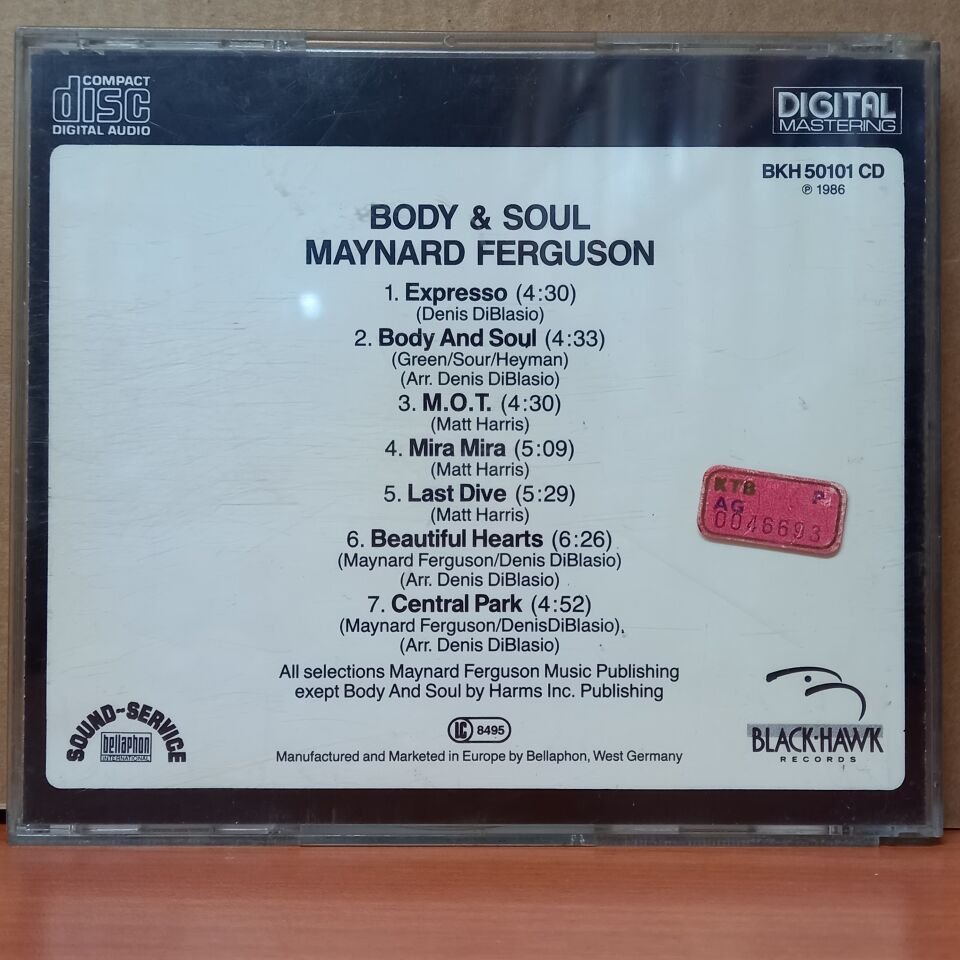 COMPACT
disc
DIGITAL AUDIO
DIGITAL
MASTERING
BKH 50101 CD
℗ 1986
BODY & SOUL
MAYNARD FERGUSON
1. Expresso (4:30)
(Denis DiBlasio)
2. Body And Soul (4:33)
(Green/Sour/Heyman)
(Arr. Denis DiBlasio)
3. M.O.T. (4:30)
(Matt Harris)
4. Mira Mira (5:09)
(Matt Harris)
5. Last Dive (5:29)
(Matt Harris)
6. Beautiful Hearts (6:26)
(Maynard Ferguson/Denis DiBlasio)
(Arr. Denis DiBlasio)
7. Central Park (4:52)
(Maynard Ferguson/DenisDiBlasio),
(Arr. Denis DiBlasio)
KTB P
AG
0046693
All selections Maynard Ferguson Music Publishing
exept Body And Soul by Harms Inc. Publishing
SOUND-SERVICE
bellaphon
INTERNATIONAL
LC 8495
BLACK-HAWK
RECORDS
Manufactured and Marketed in Europe by Bellaphon, West Germany